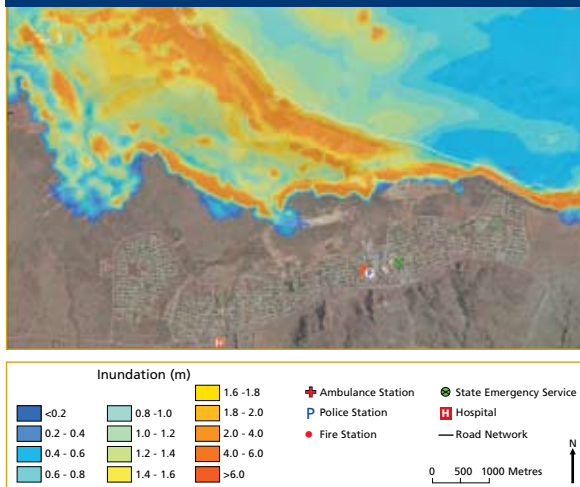 Inundation (m)
<0.2
0.2 - 0.4
0.4 - 0.6
0.6 - 0.8
0.8 -1.0
1.0 - 1.2
1.2 - 1.4
1.4 - 1.6
1.6 -1.8
1.8 - 2.0
2.0 - 4.0
4.0 - 6.0
>6.0
Ambulance Station
P Police Station
Fire Station
State Emergency Service
H Hospital
Road Network
N
0 500 1000 Metres
P
H